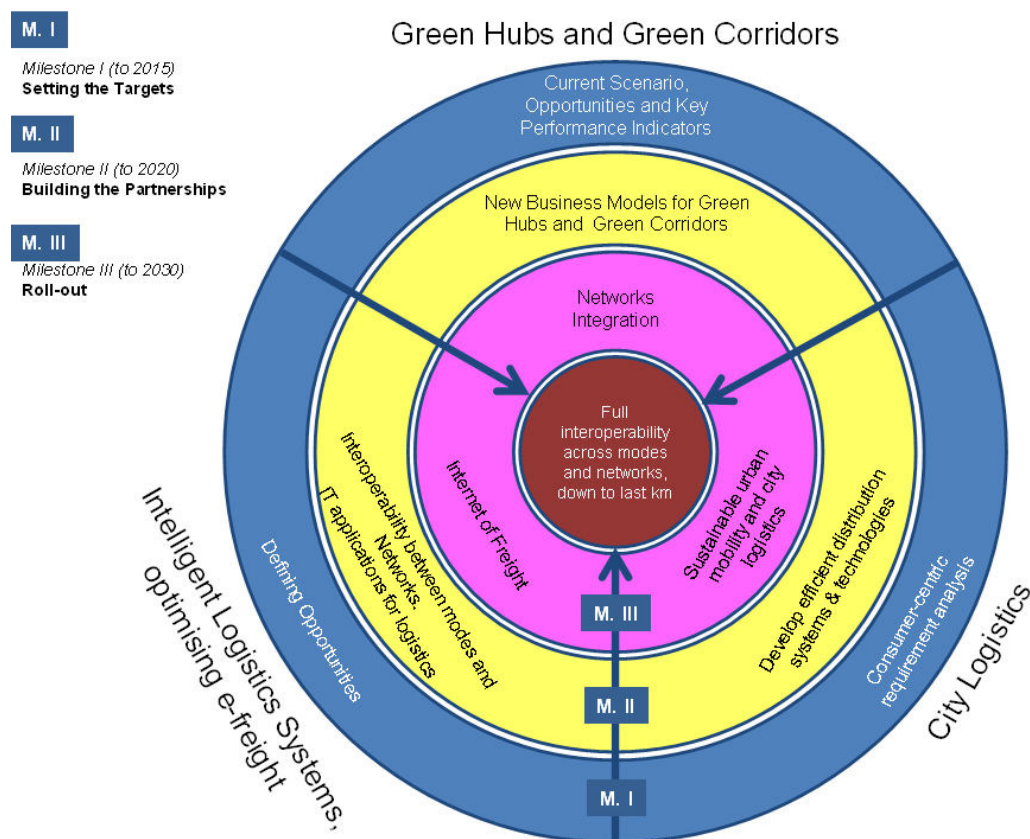 M. I
Milestone I (to 2015)
Setting the Targets
M. II
Milestone II (to 2020)
Building the Partnerships
M. III
Milestone III (to 2030)
Roll-out
Green Hubs and Green Corridors
Current Scenario,
Opportunities and Key
Performance Indicators
New Business Models for Green
Hubs and Green Corridors
Networks
Integration
Full
interoperability
across modes
and networks,
down to last km
Intelligent Logistics Systems,
optimising e-freight
Defining Opportunities
Interoperability between modes and
Networks.
IT applications for logistics
Internet of Freight
Sustainable urban
mobility and city
logistics
Develop efficient distribution
systems & technologies
Consumer-centric
requirement analysis
City Logistics
M. III
M. II
M. I